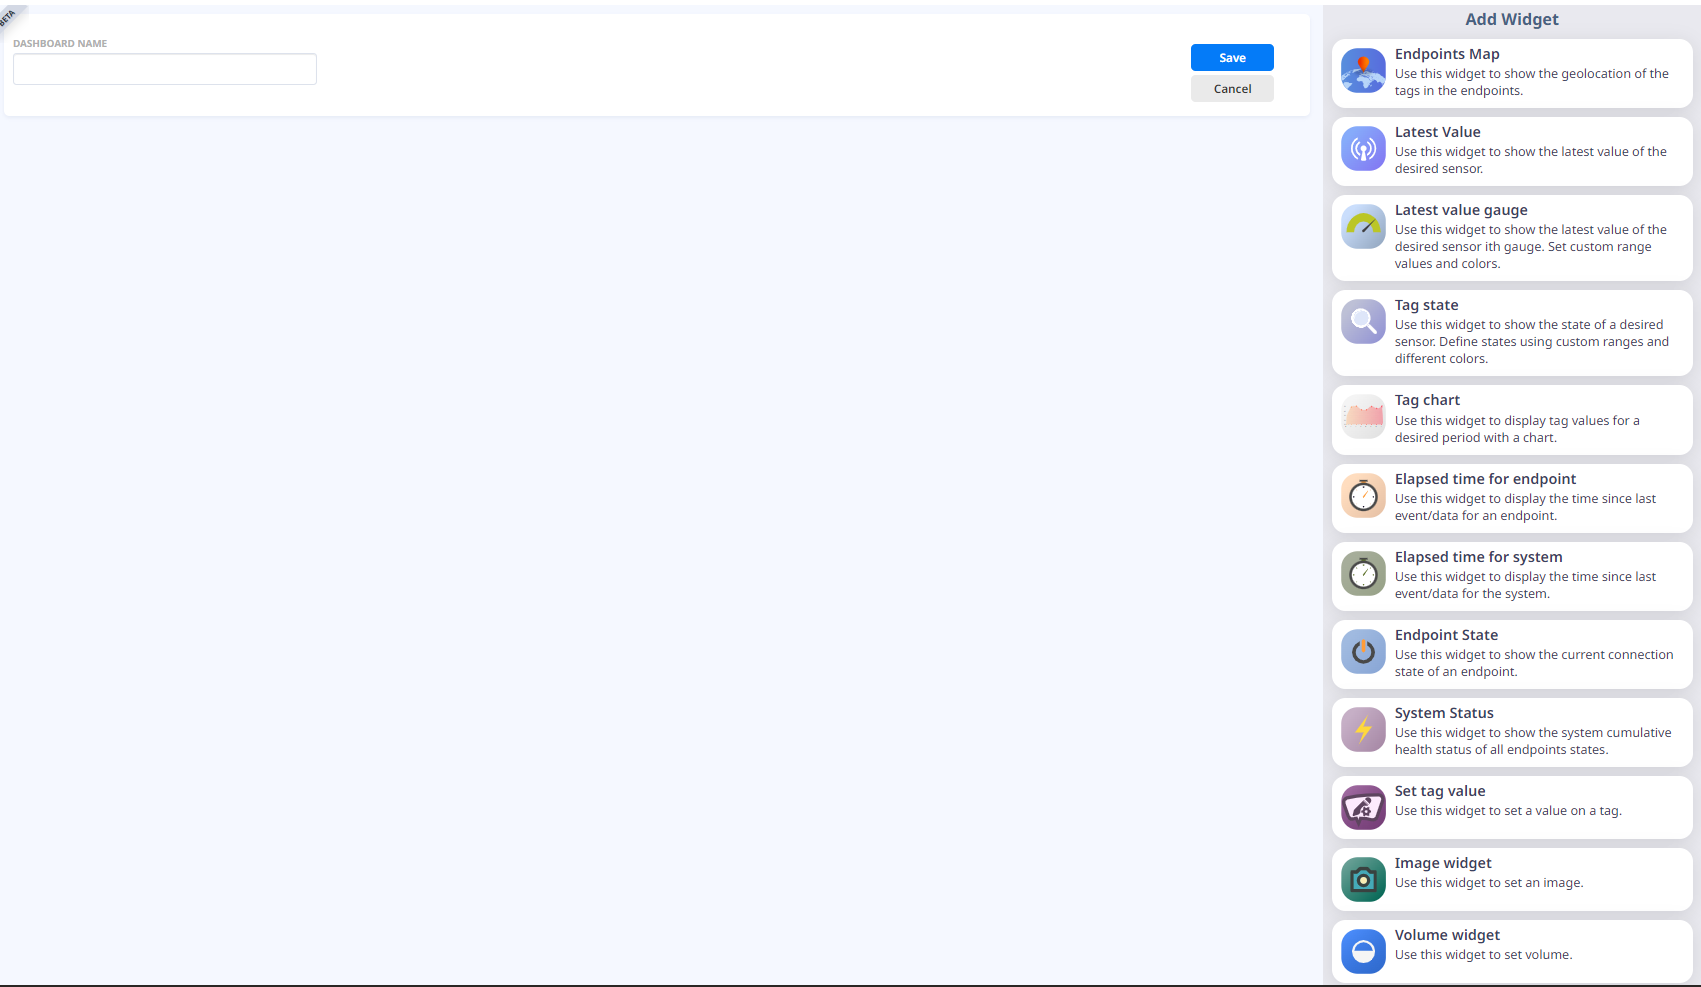 BETA
DASHBOARD NAME
Save
Cancel
Add Widget
Endpoints Map
Use this widget to show the geolocation of the
tags in the endpoints.
Latest Value
Use this widget to show the latest value of the
desired sensor.
Latest value gauge
Use this widget to show the latest value of the
desired sensor ith gauge. Set custom range
values and colors.
Tag state
Use this widget to show the state of a desired
sensor. Define states using custom ranges and
different colors.
Tag chart
Use this widget to display tag values for a
desired period with a chart.
Elapsed time for endpoint
Use this widget to display the time since last
event/data for an endpoint.
Elapsed time for system
Use this widget to display the time since last
event/data for the system.
Endpoint State
Use this widget to show the current connection
state of an endpoint.
System Status
Use this widget to show the system cumulative
health status of all endpoints states.
Set tag value
Use this widget to set a value on a tag.
Image widget
Use this widget to set an image.
Volume widget
Use this widget to set volume.